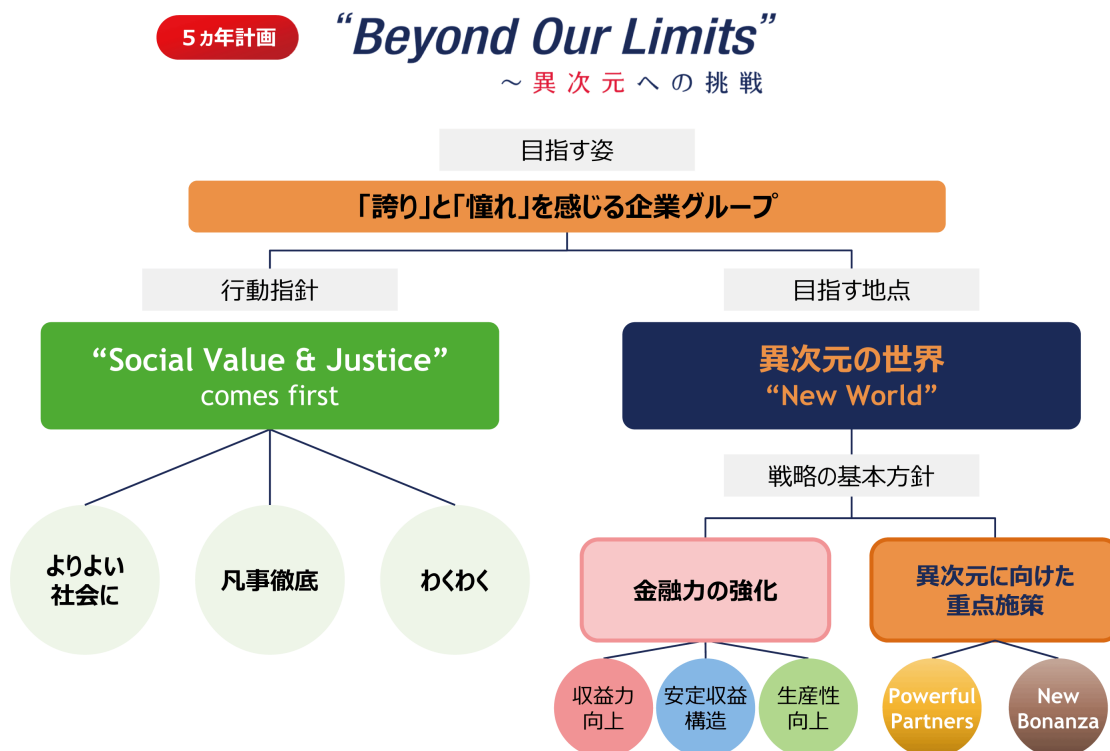 5ヵ年計画
“Beyond Our Limits”
～異次元への挑戦
目指す姿
「誇り」と「憧れ」を感じる企業グループ
行動指針
目指す地点
“Social Value & Justice”
comes first
異次元の世界
“New World”
戦略の基本方針
よりよい
社会に
凡事徹底
わくわく
金融力の強化
異次元に向けた
重点施策
収益力
向上
安定収益
構造
生産性
向上
Powerful
Partners
New
Bonanza